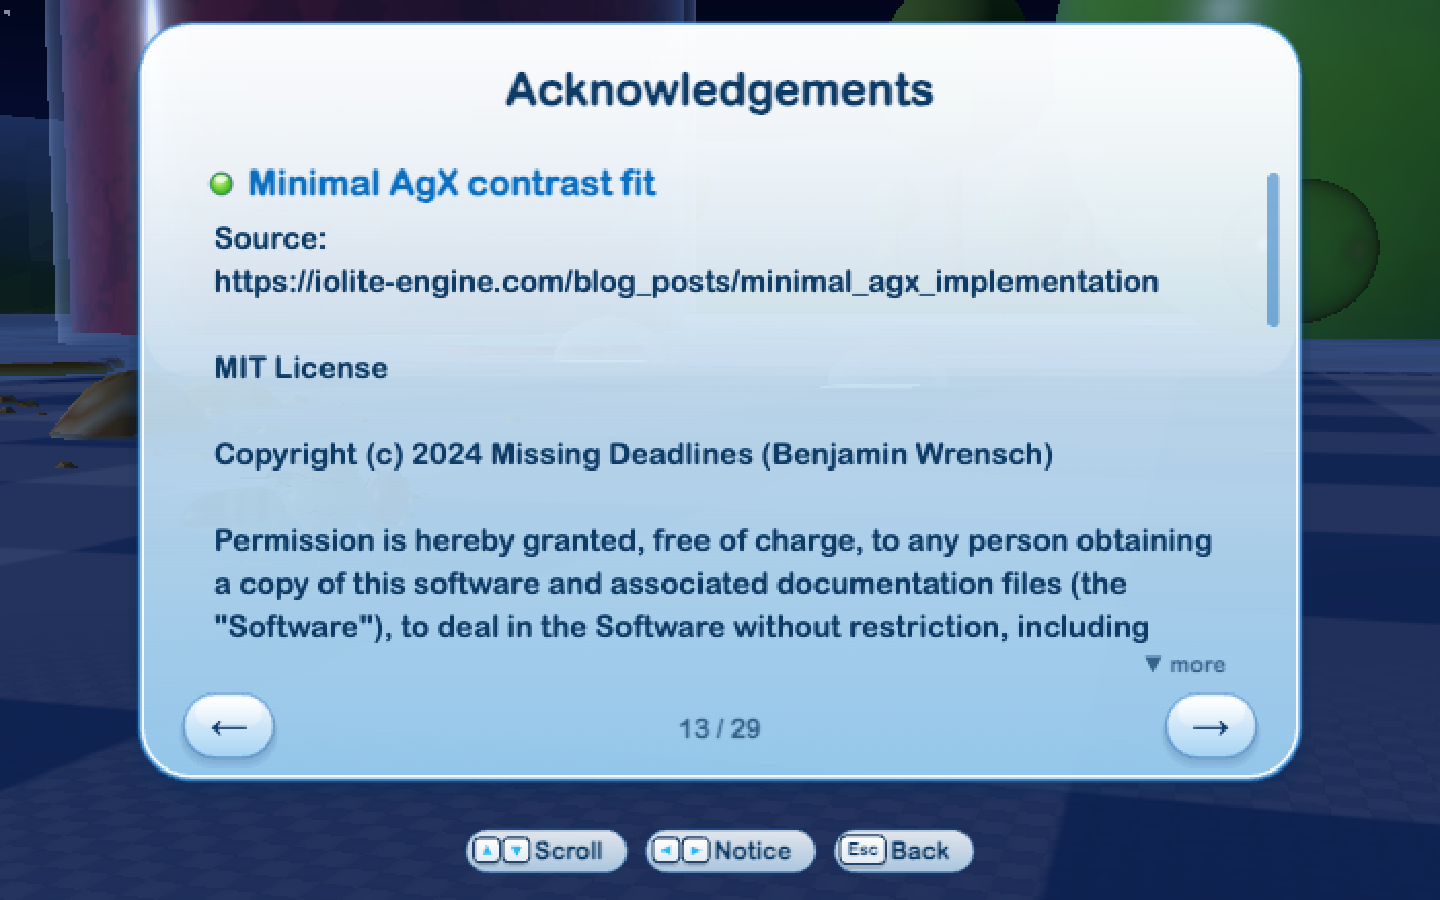 Acknowledgements
Minimal AgX contrast fit
Source:
https://iolite-engine.com/blog_posts/minimal_agx_implementation
MIT License
Copyright (c) 2024 Missing Deadlines (Benjamin Wrensch)
Permission is hereby granted, free of charge, to any person obtaining
a copy of this software and associated documentation files (the
"Software"), to deal in the Software without restriction, including
▼ more
← 13 / 29 →
▲ ▼ Scroll ◄ ► Notice Esc Back